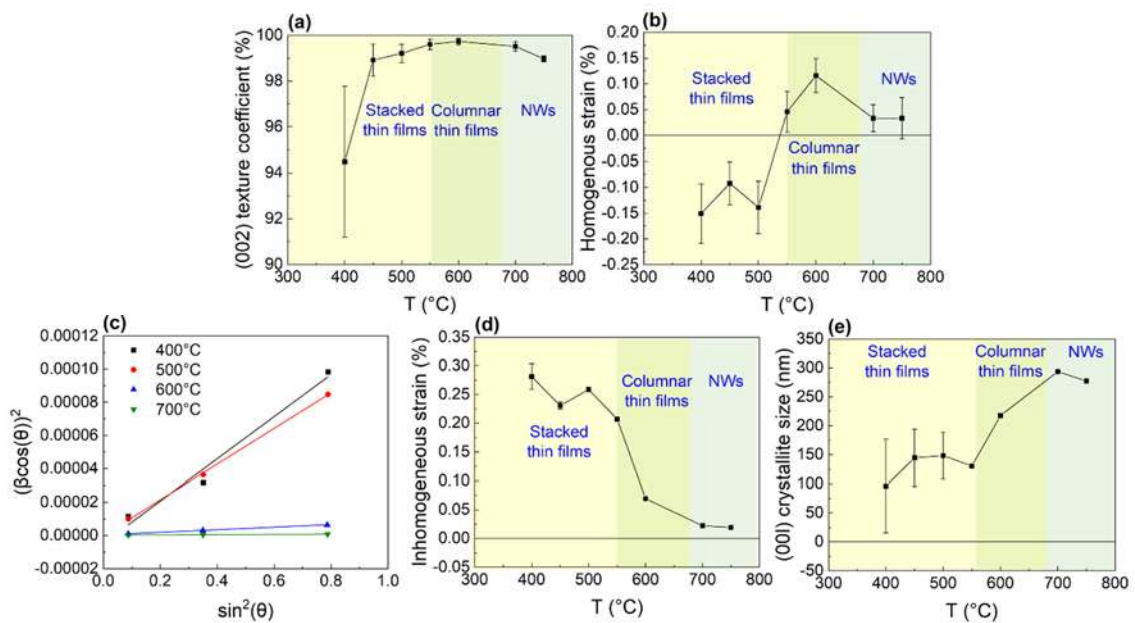 (a)
(002) texture coefficient (%)
100
98
96
94
92
90
Stacked
thin films
Columnar
thin films
NWs
300 400 500 600 700 800
T (°C)
(b)
Homogenous strain (%)
0.20
0.15
0.10
0.05
0.00
-0.05
-0.10
-0.15
-0.20
-0.25
Stacked
thin films
NWs
Columnar
thin films
300 400 500 600 700 800
T (°C)
(c)
(βcos(θ))²
0.00012
0.00010
0.00008
0.00006
0.00004
0.00002
0.00000
-0.00002
400°C
500°C
600°C
700°C
0.0 0.2 0.4 0.6 0.8 1.0
sin²(θ)
(d)
Inhomogeneous strain (%)
0.35
0.30
0.25
0.20
0.15
0.10
0.05
0.00
-0.05
Columnar
thin films
NWs
Stacked
thin films
300 400 500 600 700 800
T (°C)
(e)
(00l) crystallite size (nm)
350
300
250
200
150
100
50
0
-50
Stacked
thin films
Columnar
thin films
NWs
300 400 500 600 700 800
T (°C)